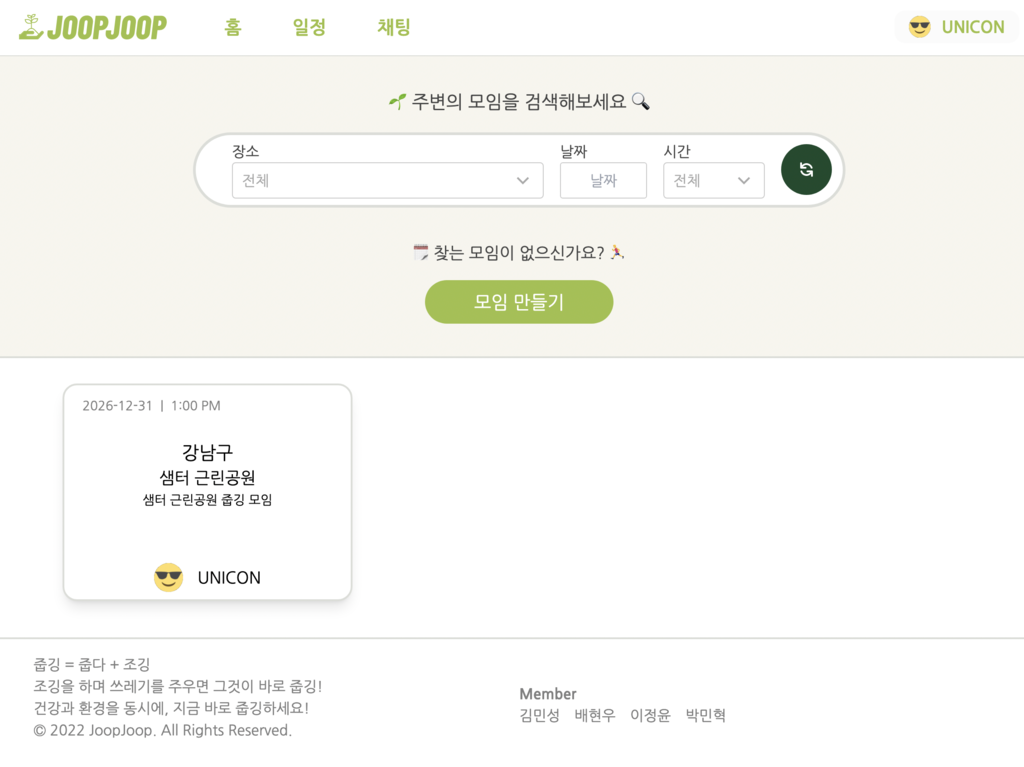 JOOPJOOP 홈 일정 채팅 UNICON
🌱 주변의 모임을 검색해보세요 🔍
장소 날짜 시간
전체 날짜 전체
🗓 찾는 모임이 없으신가요? 🏃
모임 만들기
2026-12-31 | 1:00 PM
강남구
샘터 근린공원
샘터 근린공원 줍깅 모임
UNICON
줍깅 = 줍다 + 조깅
조깅을 하며 쓰레기를 주우면 그것이 바로 줍깅!
건강과 환경을 동시에, 지금 바로 줍깅하세요!
© 2022 JoopJoop. All Rights Reserved.
Member
김민성 배현우 이정윤 박민혁